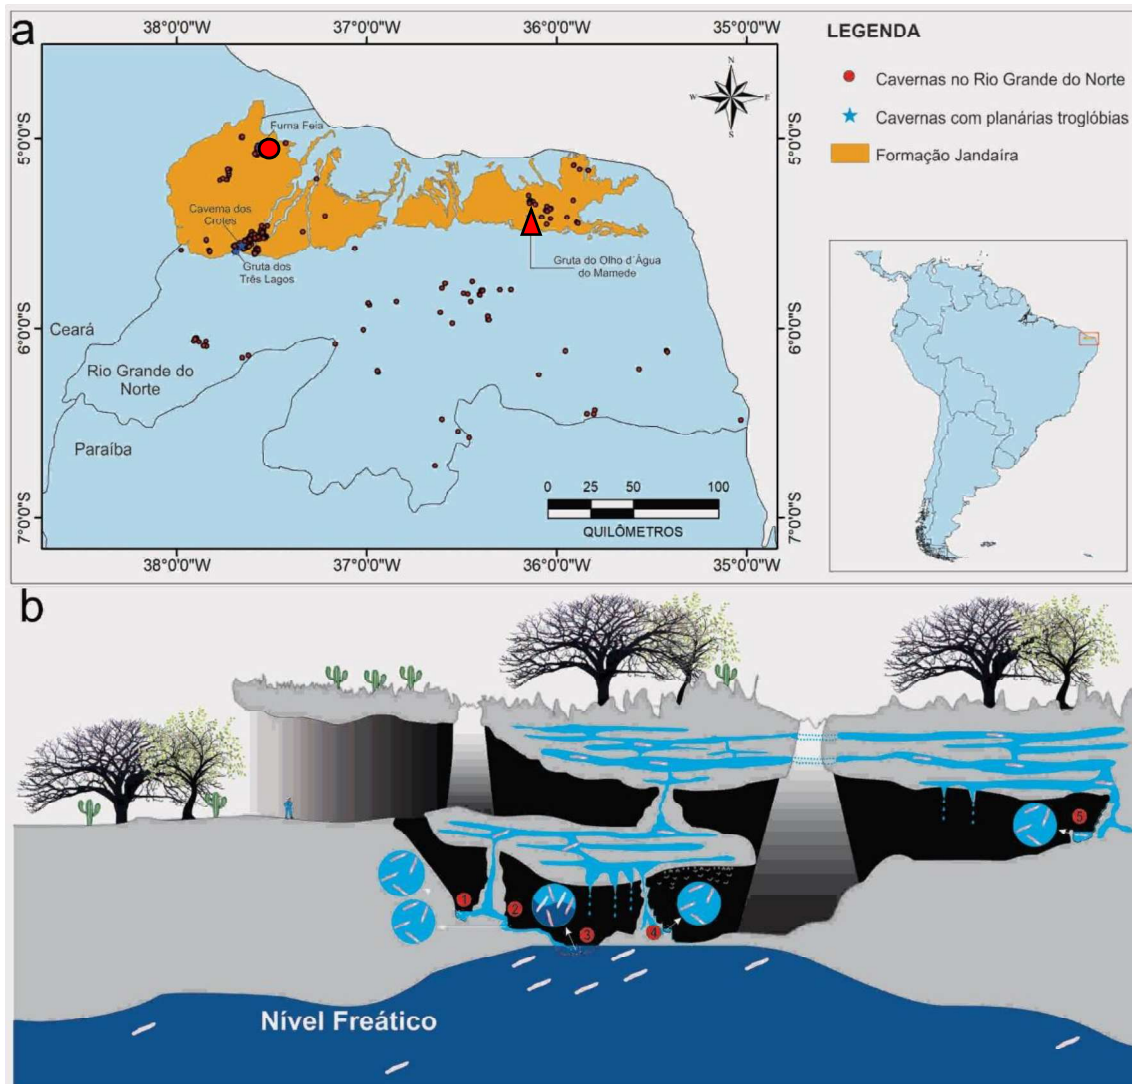 a
38°0'0"W
37°0'0"W
36°0'0"W
35°0'0"W
LEGENDA
Cavernas no Rio Grande do Norte
Cavernas com planárias troglóbias
Formação Jandaíra
N
W
E
S
5°0'0"S
5°0'0"S
Furna Feia
Caverna dos
Crotes
Gruta dos
Três Lagos
Gruta do Olho d´Água
do Mamede
6°0'0"S
6°0'0"S
Ceará
Rio Grande do
Norte
Paraíba
0 25 50 100
QUILÔMETROS
7°0'0"S
7°0'0"S
38°0'0"W
37°0'0"W
36°0'0"W
35°0'0"W
b
1
2
3
4
5
Nível Freático